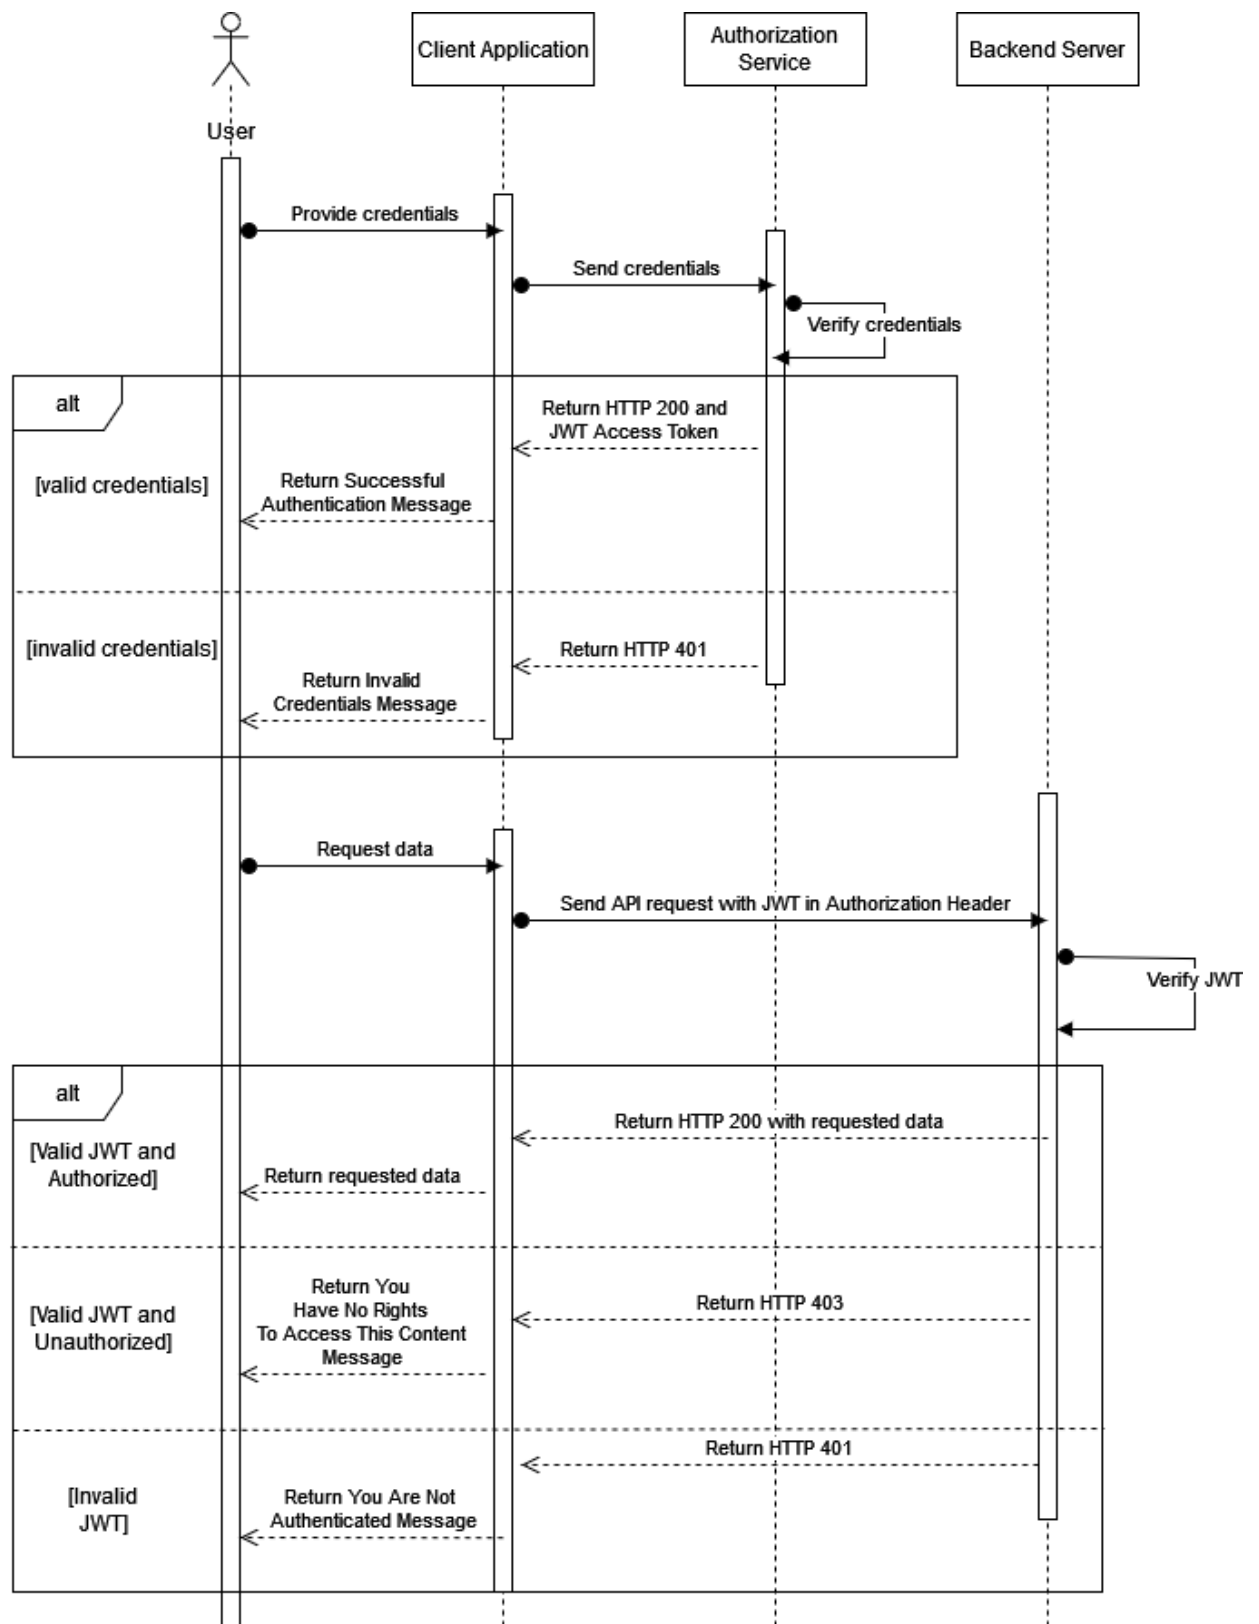 Client Application
Authorization
Service
Backend Server
User
Provide credentials
Send credentials
Verify credentials
alt
Return HTTP 200 and
JWT Access Token
[valid credentials]
Return Successful
Authentication Message
[invalid credentials]
Return HTTP 401
Return Invalid
Credentials Message
Request data
Send API request with JWT in Authorization Header
Verify JWT
alt
Return HTTP 200 with requested data
[Valid JWT and
Authorized]
Return requested data
Return You
Have No Rights
To Access This Content
Message
[Valid JWT and
Unauthorized]
Return HTTP 403
Return HTTP 401
[Invalid
JWT]
Return You Are Not
Authenticated Message